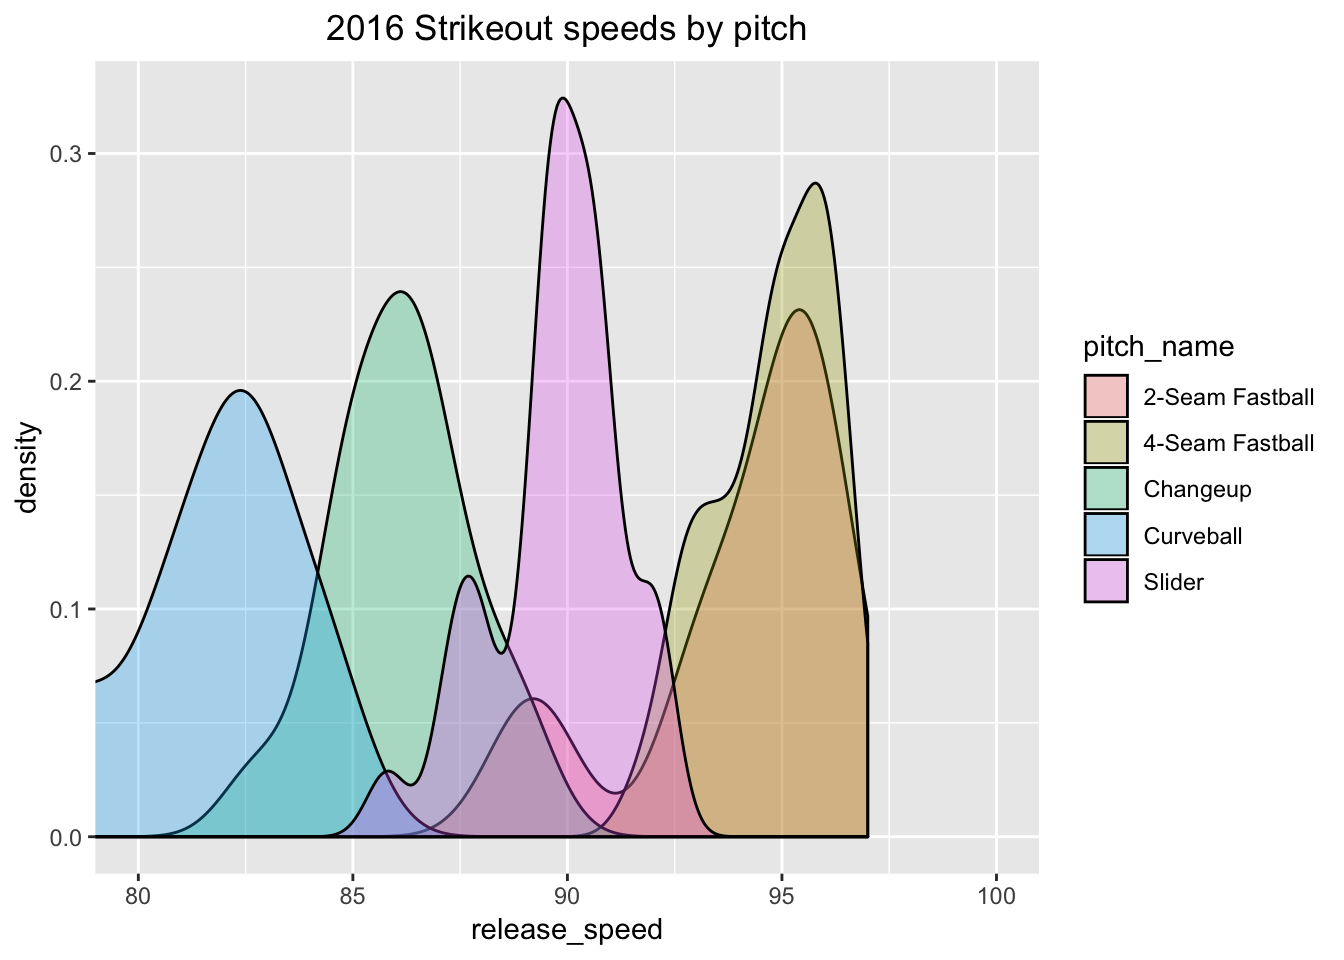 2016 Strikeout speeds by pitch
0.3
0.2
0.1
0.0
density
80 85 90 95 100
release_speed
pitch_name
2-Seam Fastball
4-Seam Fastball
Changeup
Curveball
Slider